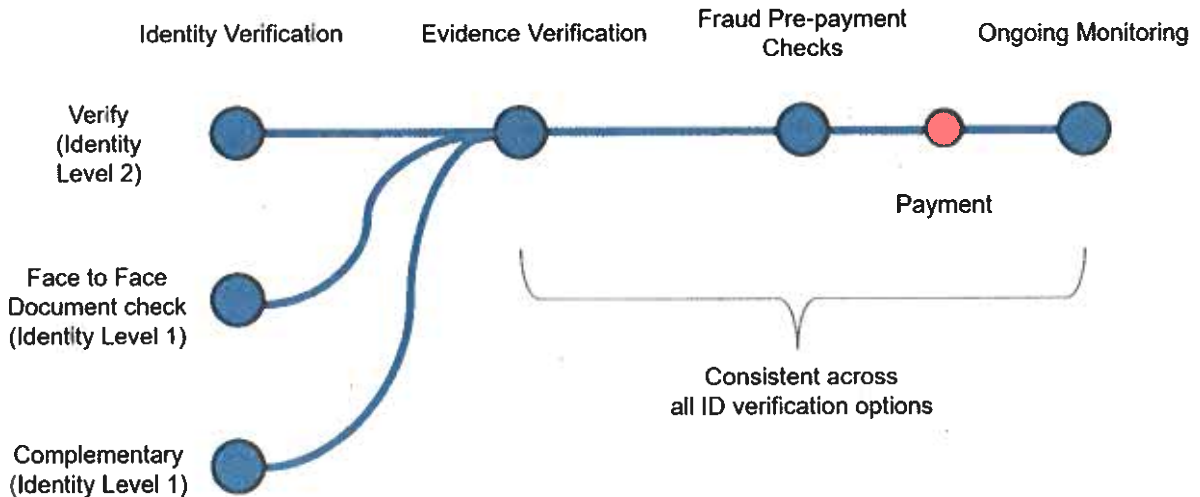 Identity Verification
Evidence Verification
Fraud Pre-payment
Checks
Ongoing Monitoring
Verify
(Identity
Level 2)
Payment
Face to Face
Document check
(Identity Level 1)
Consistent across
all ID verification options
Complementary
(Identity Level 1)